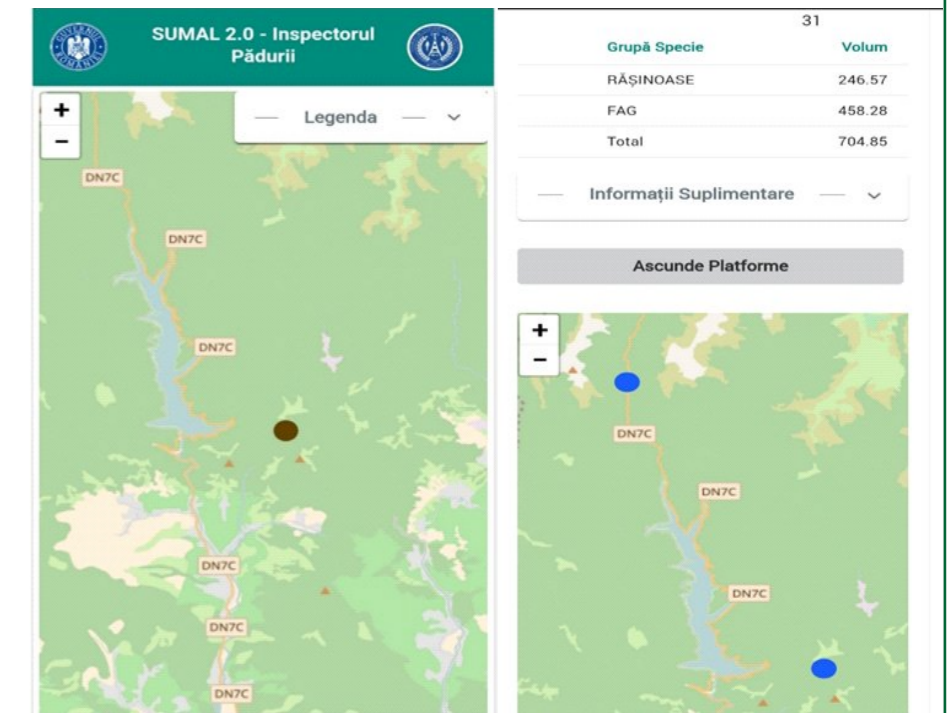 SUMAL 2.0 - Inspectorul
Pădurii
+
−
Legenda
DN7C
DN7C
DN7C
DN7C
DN7C
DN7C
31
Grupă Specie Volum
RĂȘINOASE 246.57
FAG 458.28
Total 704.85
Informații Suplimentare
Ascunde Platforme
+
−
DN7C
DN7C
DN7C